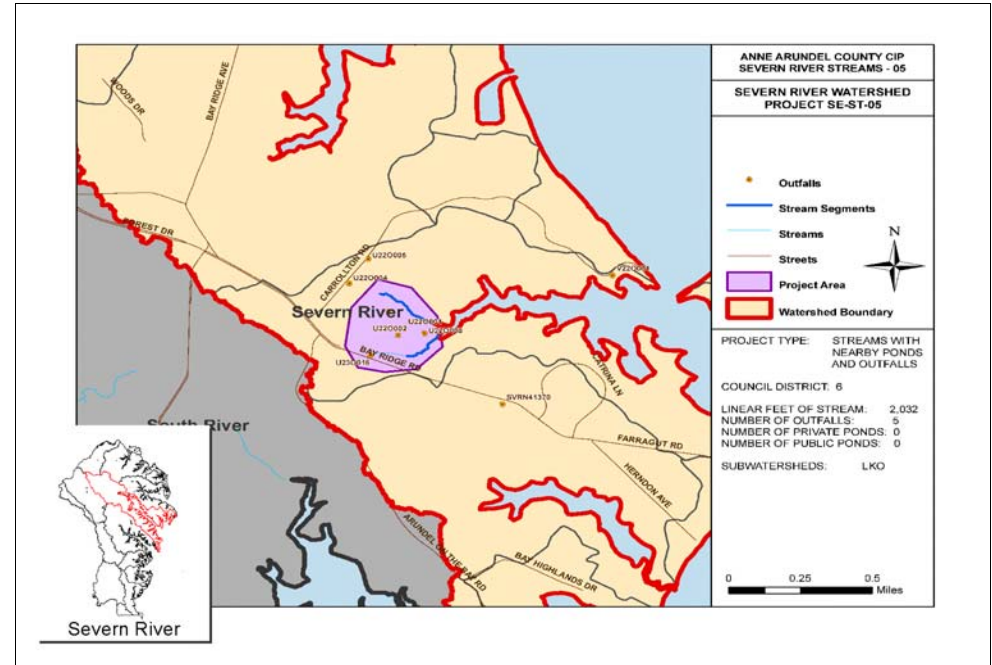 ANNE ARUNDEL COUNTY CIP
SEVERN RIVER STREAMS - 05
SEVERN RIVER WATERSHED
PROJECT SE-ST-05
Outfalls
Stream Segments
Streams
Streets
Project Area
Watershed Boundary
N
PROJECT TYPE: STREAMS WITH
NEARBY PONDS
AND OUTFALLS
COUNCIL DISTRICT: 6
LINEAR FEET OF STREAM: 2,032
NUMBER OF OUTFALLS: 5
NUMBER OF PRIVATE PONDS: 0
NUMBER OF PUBLIC PONDS: 0
SUBWATERSHEDS: LKO
0 0.25 0.5
Miles
WOODS DR
BAY RIDGE AVE
FOREST DR
CARROLLTON RD
U22O005
U22O004
Severn River
U22O002
BAY RIDGE RD
CATRINA LN
SVRN41370
FARRAGUT RD
HERNDON AVE
South River
ARUNDEL ON THE BAY RD
BAY HIGHLANDS DR
Severn River